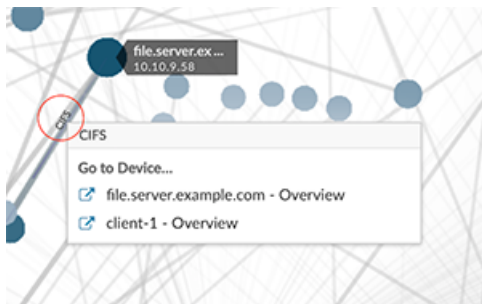 file.server.ex ...
10.10.9.58
CIFS
CIFS
Go to Device...
file.server.example.com - Overview
client-1 - Overview